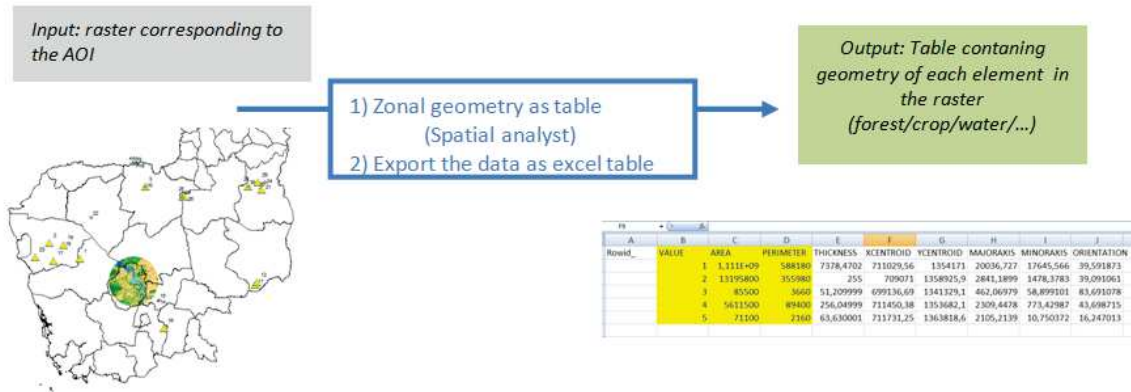 Input: raster corresponding to
the AOI
1) Zonal geometry as table
(Spatial analyst)
2) Export the data as excel table
Output: Table contaning
geometry of each element in
the raster
(forest/crop/water/...)
F9
A B C D E F G H I J
Rowid_ VALUE AREA PERIMETER THICKNESS XCENTROID YCENTROID MAJORAXIS MINORAXIS ORIENTATION
1 1,111E+09 588180 7378,4702 711029,56 1354171 20036,727 17645,566 39,591873
2 13195800 355980 255 709071 1358925,9 2841,1899 1478,3783 39,091061
3 85500 3660 51,209999 699136,69 1341329,1 462,06979 58,899101 83,691078
4 5611500 89400 256,04999 711450,38 1353682,1 2309,4478 773,42987 43,698715
5 71100 2160 63,630001 711731,25 1363818,6 2105,2139 10,750372 16,247013